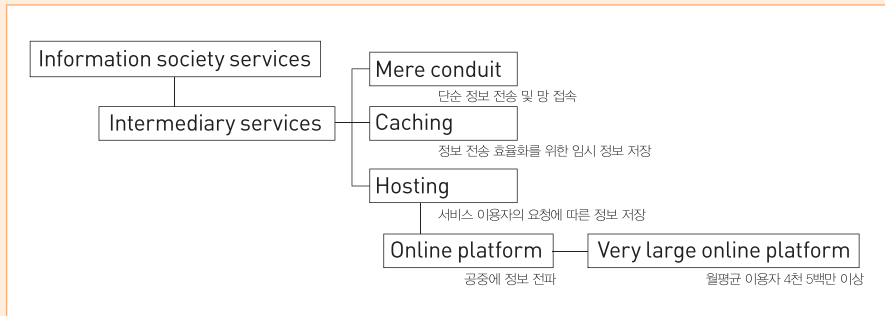 Information society services
Mere conduit
단순 정보 전송 및 망 접속
Intermediary services
Caching
정보 전송 효율화를 위한 임시 정보 저장
Hosting
서비스 이용자의 요청에 따른 정보 저장
Online platform
공중에 정보 전파
Very large online platform
월평균 이용자 4천 5백만 이상